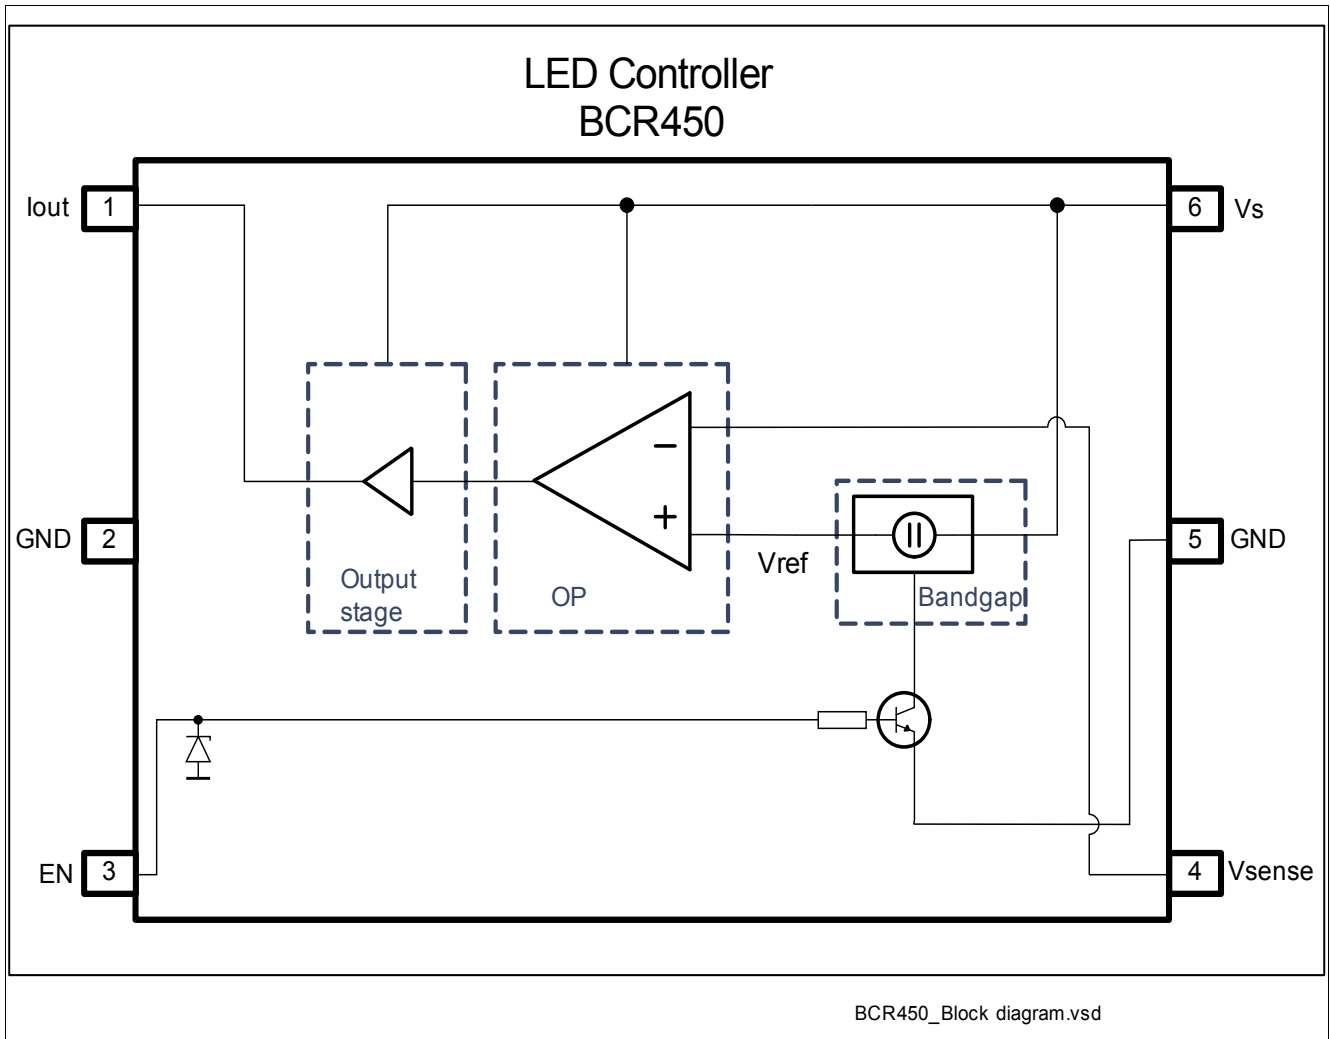 LED Controller
BCR450
Iout 1
6 Vs
−
+
GND 2
5 GND
Vref
Output
stage
OP
Bandgap
EN 3
4 Vsense
BCR450_Block diagram.vsd